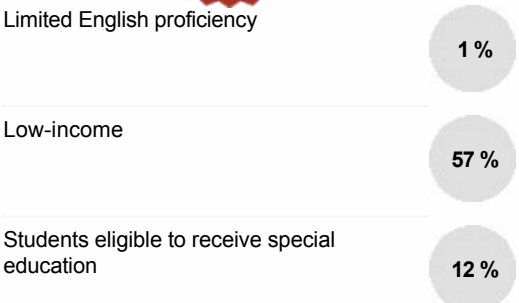 Limited English proficiency
1 %
Low-income
57 %
Students eligible to receive special
education
12 %